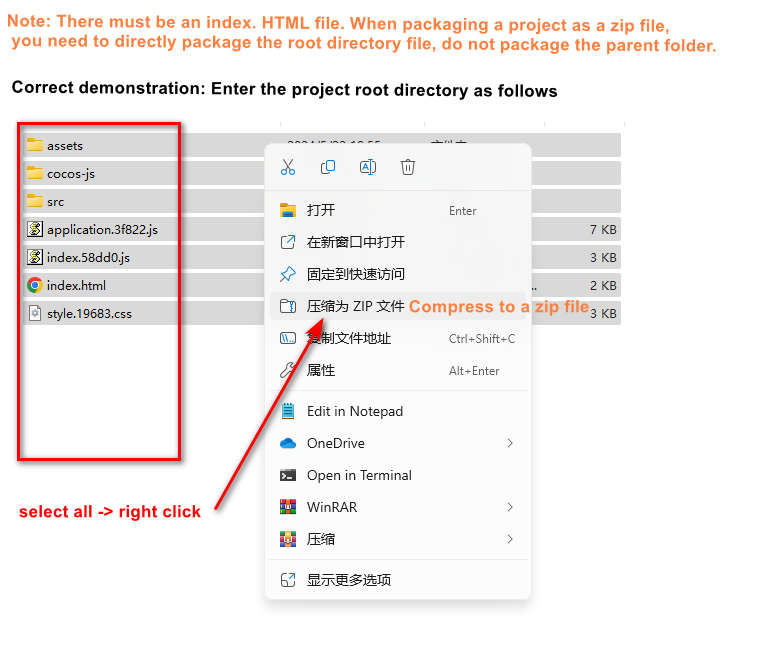 Note: There must be an index. HTML file. When packaging a project as a zip file,
you need to directly package the root directory file, do not package the parent folder.
Correct demonstration: Enter the project root directory as follows
assets
cocos-js
src
application.3f822.js 7 KB
index.58dd0.js 3 KB
index.html 2 KB
style.19683.css 3 KB
打开 Enter
在新窗口中打开
固定到快速访问
压缩为 ZIP 文件 Compress to a zip file
复制文件地址 Ctrl+Shift+C
属性 Alt+Enter
Edit in Notepad
OneDrive
Open in Terminal
WinRAR
压缩
显示更多选项
select all -> right click